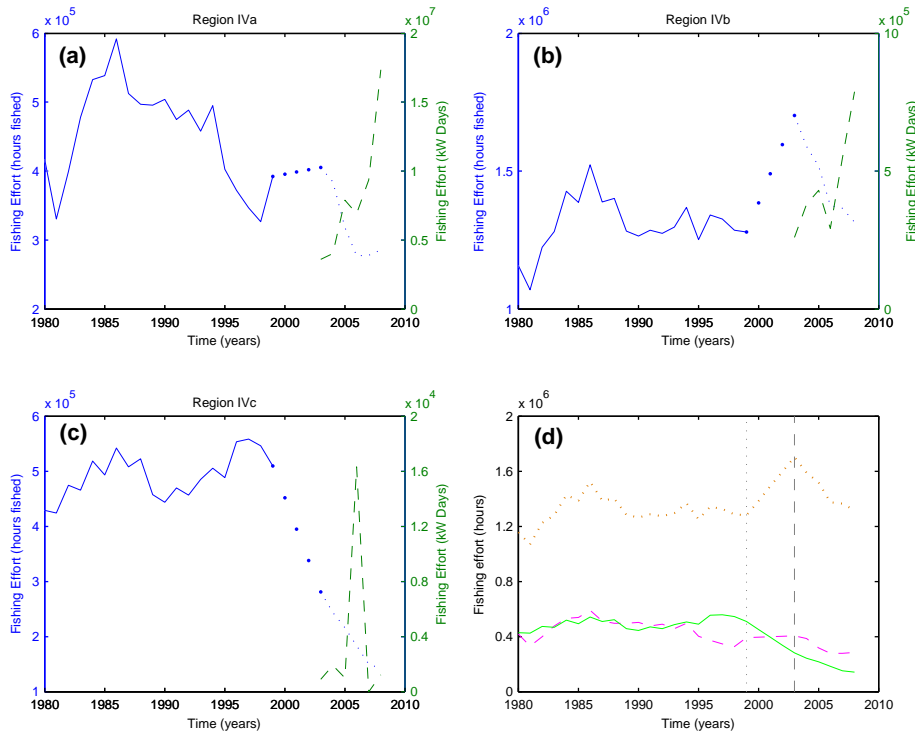 Region IVa
x 10^5
x 10^7
(a)
6
5
4
3
2
2
1.5
1
0.5
0
Fishing Effort (hours fished)
Fishing Effort (kW Days)
1980 1985 1990 1995 2000 2005 2010
Time (years)
Region IVb
x 10^6
x 10^5
(b)
2
1.5
1
10
5
0
Fishing Effort (hours fished)
Fishing Effort (kW Days)
1980 1985 1990 1995 2000 2005 2010
Time (years)
Region IVc
x 10^5
x 10^4
(c)
6
5
4
3
2
1
2
1.6
1.2
0.8
0.4
0
Fishing Effort (hours fished)
Fishing Effort (kW Days)
1980 1985 1990 1995 2000 2005 2010
Time (years)
x 10^6
(d)
2
1.6
1.2
0.8
0.4
0
Fishing effort (hours)
1980 1985 1990 1995 2000 2005 2010
Time (years)